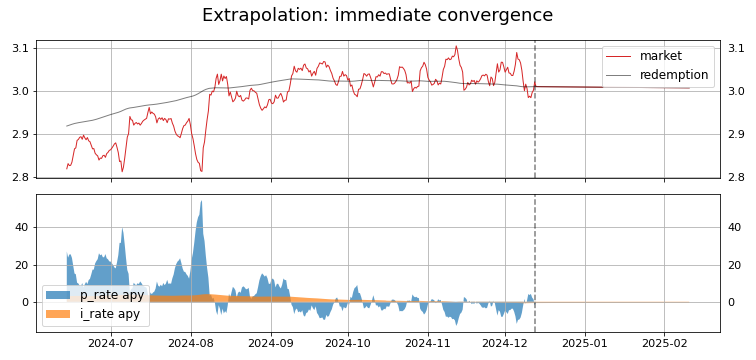 Extrapolation: immediate convergence
3.1
3.0
2.9
2.8
3.1
3.0
2.9
2.8
market
redemption
40
20
0
40
20
0
p_rate apy
i_rate apy
2024-07 2024-08 2024-09 2024-10 2024-11 2024-12 2025-01 2025-02